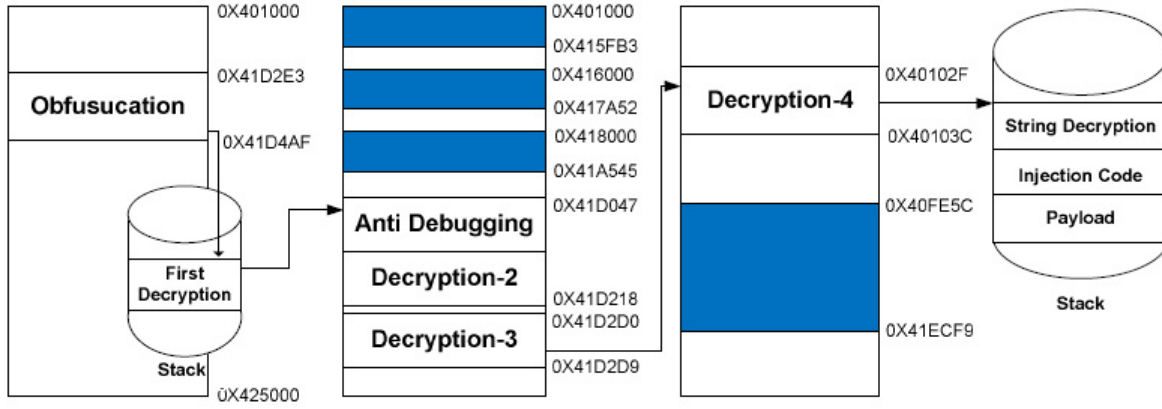 0X401000
0X41D2E3
Obfusucation
0X41D4AF
First
Decryption
Stack
0X425000
0X401000
0X415FB3
0X416000
0X417A52
0X418000
0X41A545
0X41D047
Anti Debugging
Decryption-2
0X41D218
0X41D2D0
Decryption-3
0X41D2D9
0X40102F
Decryption-4
0X40103C
0X40FE5C
0X41ECF9
String Decryption
Injection Code
Payload
Stack